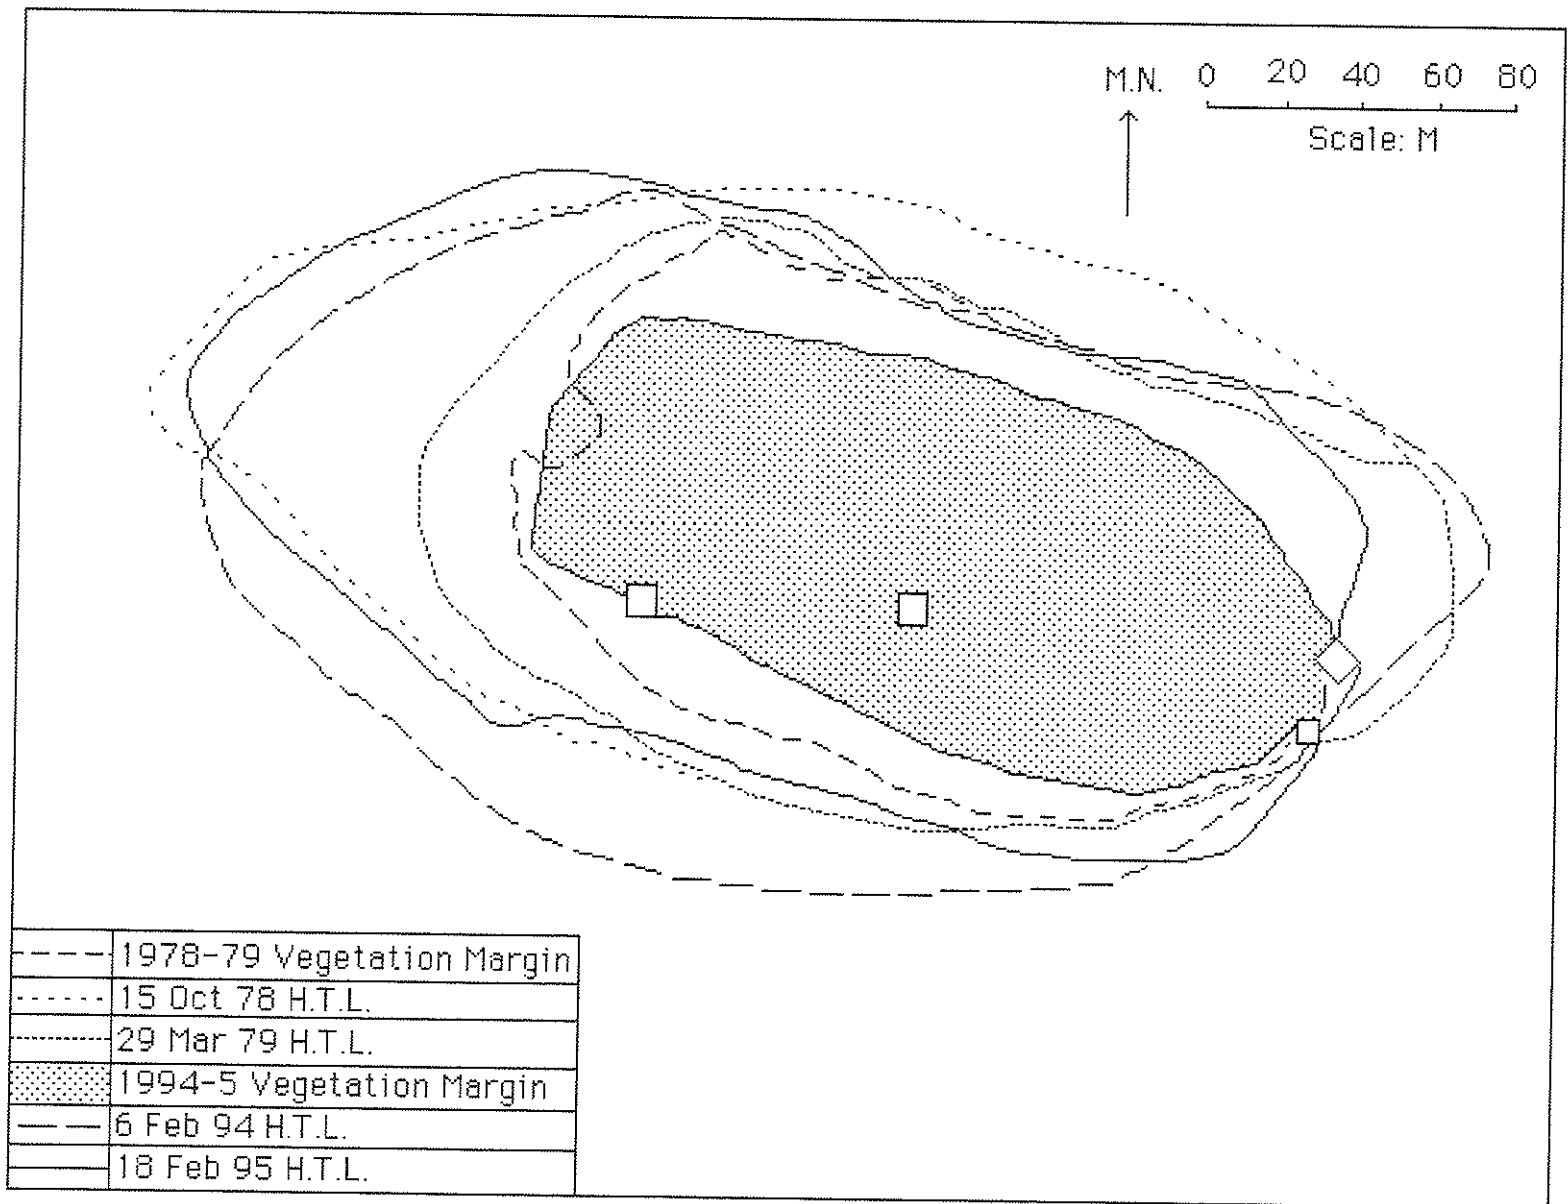 M.N. 0 20 40 60 80
Scale: M
1978-79 Vegetation Margin
15 Oct 78 H.T.L.
29 Mar 79 H.T.L.
1994-5 Vegetation Margin
6 Feb 94 H.T.L.
18 Feb 95 H.T.L.